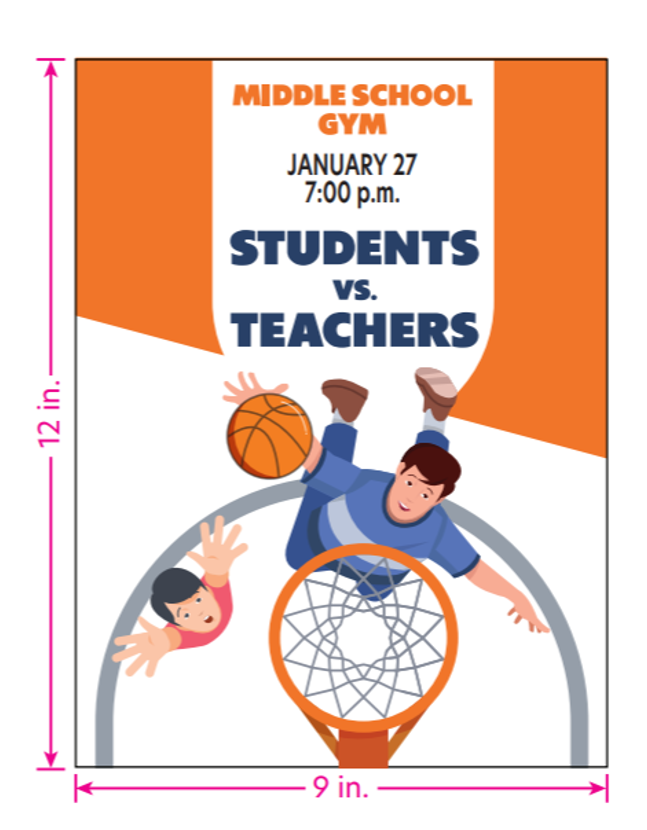 MIDDLE SCHOOL
GYM
JANUARY 27
7:00 p.m.
STUDENTS
VS.
TEACHERS
12 in.
9 in.